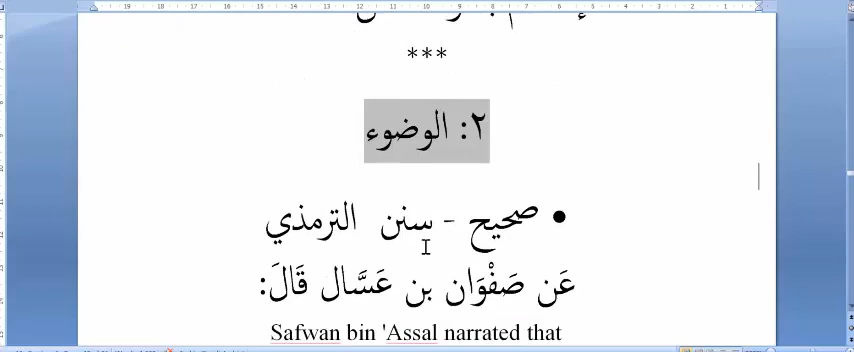 ***
٢: الوضوء
● صحيح - سنن الترمذي
عَن صَفْوَان بن عَسَّال قَالَ:
Safwan bin 'Assal narrated that